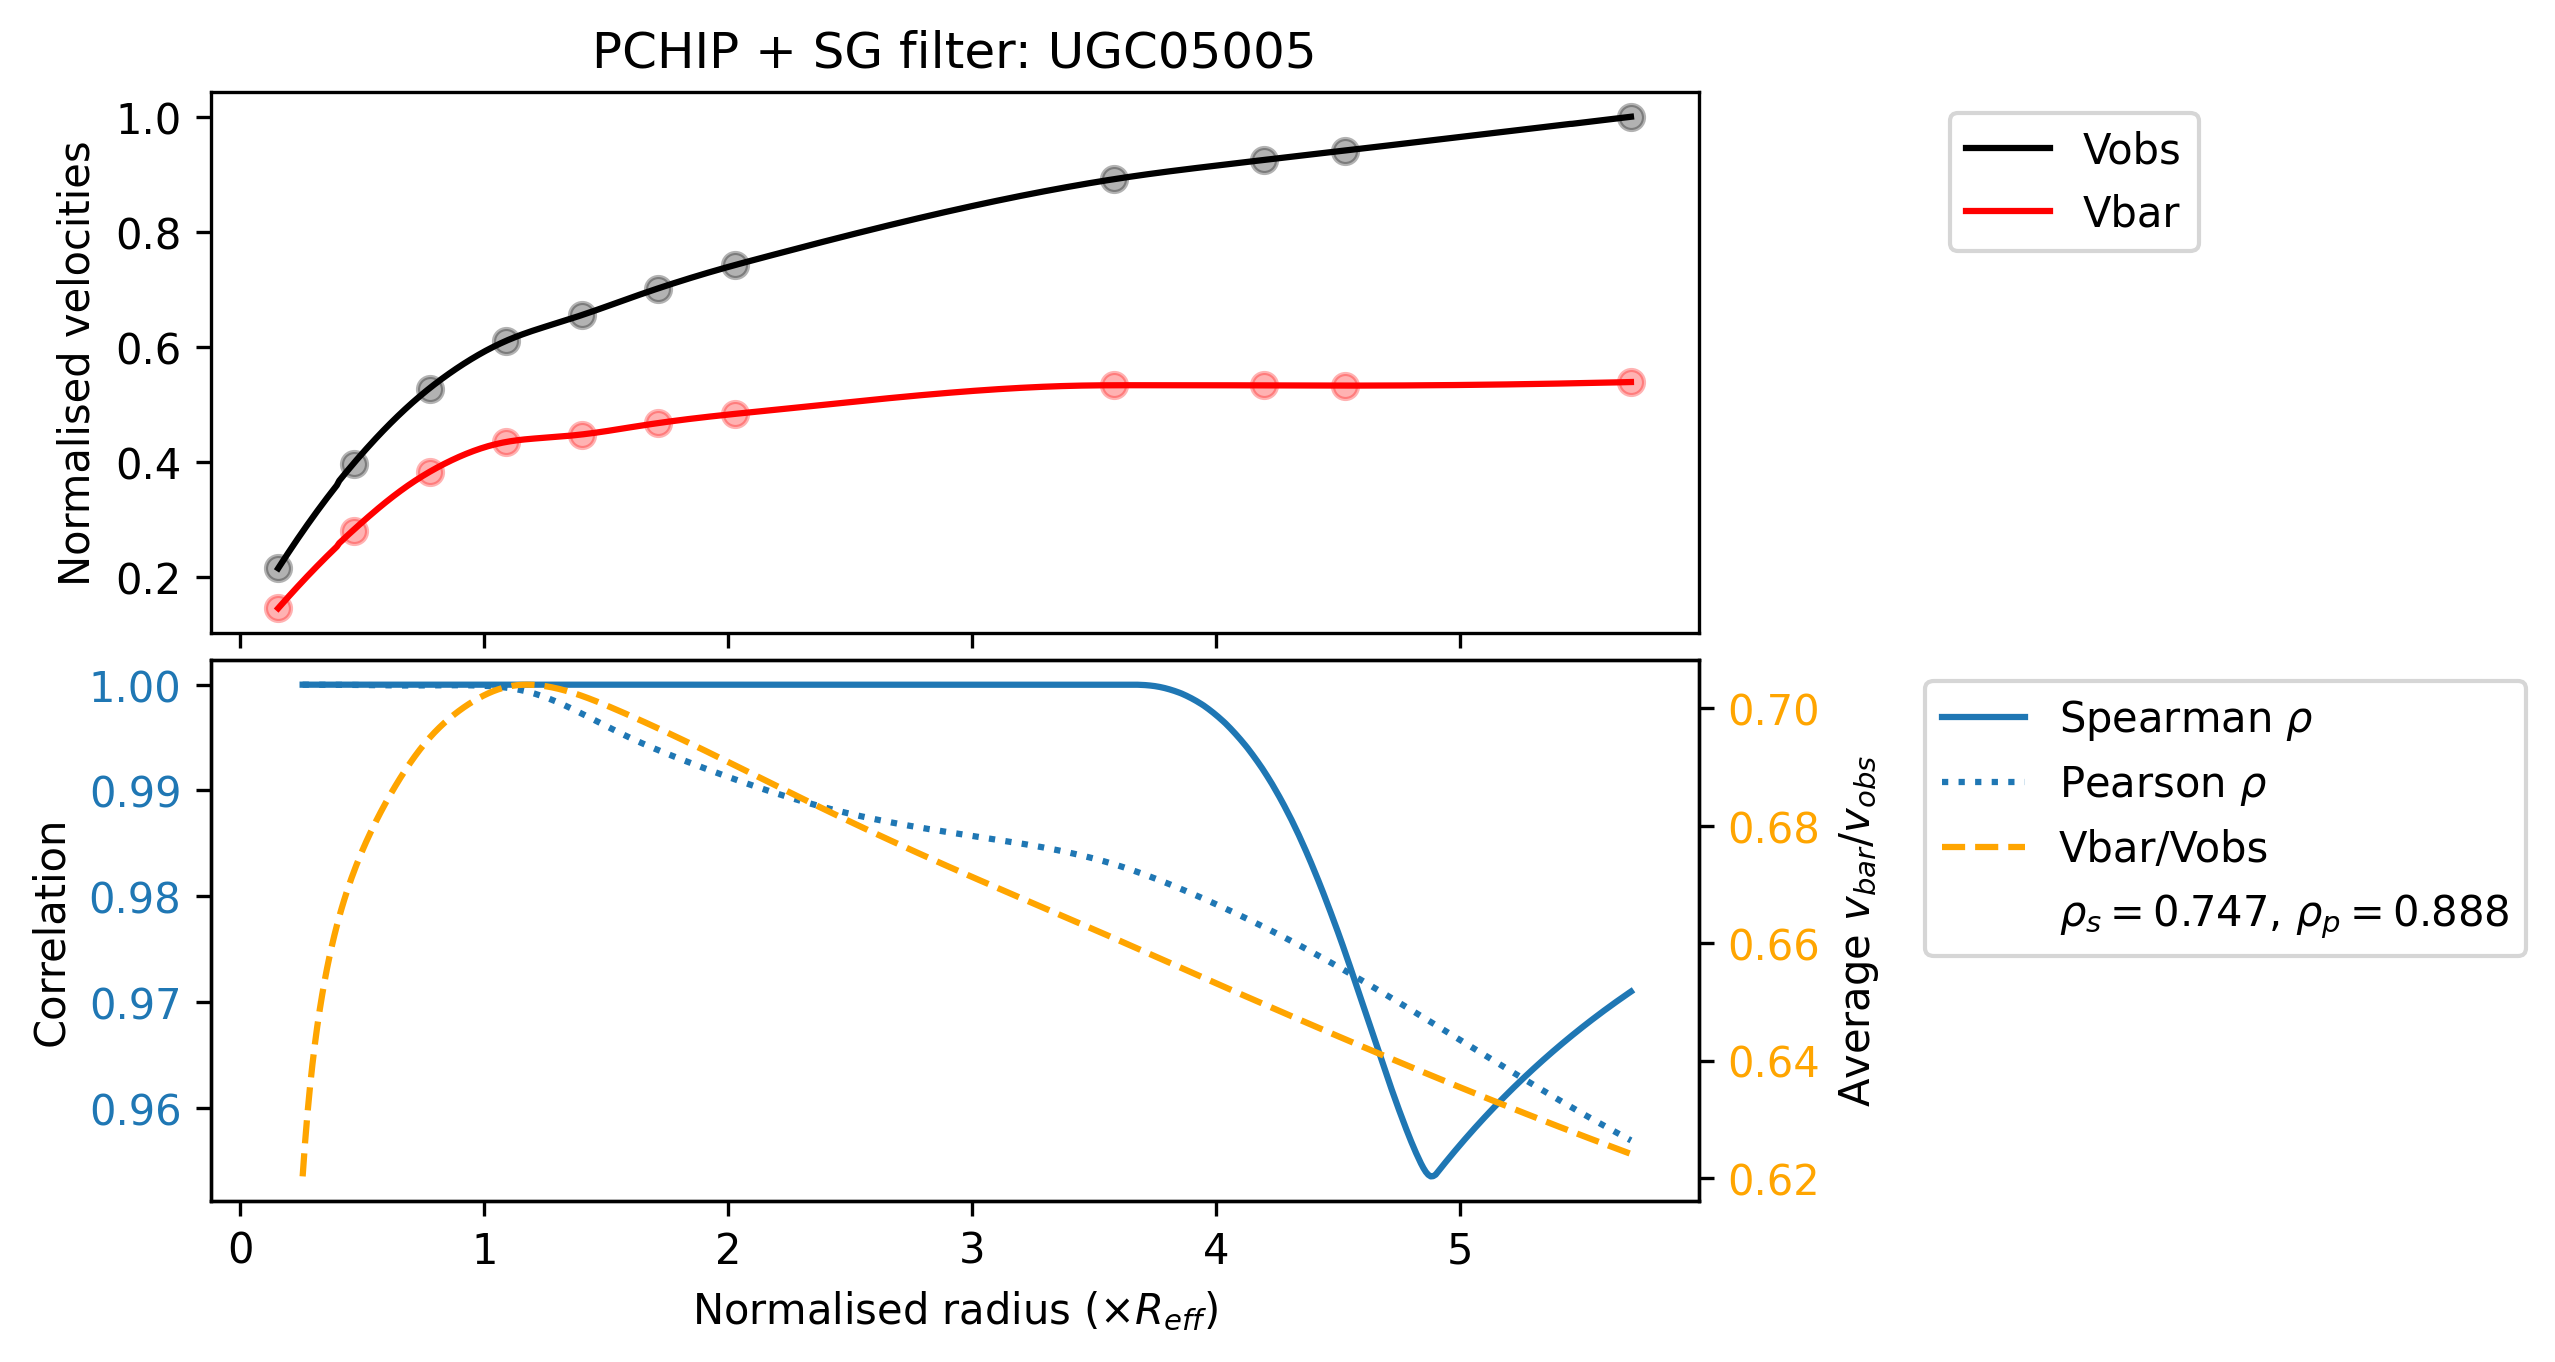 PCHIP + SG filter: UGC05005
Normalised velocities
1.0
0.8
0.6
0.4
0.2
Vobs
Vbar
Correlation
1.00
0.99
0.98
0.97
0.96
0.70
0.68
0.66
0.64
0.62
Average v_bar/v_obs
Spearman ρ
Pearson ρ
Vbar/Vobs
ρ_s = 0.747, ρ_p = 0.888
0 1 2 3 4 5
Normalised radius (×R_eff)